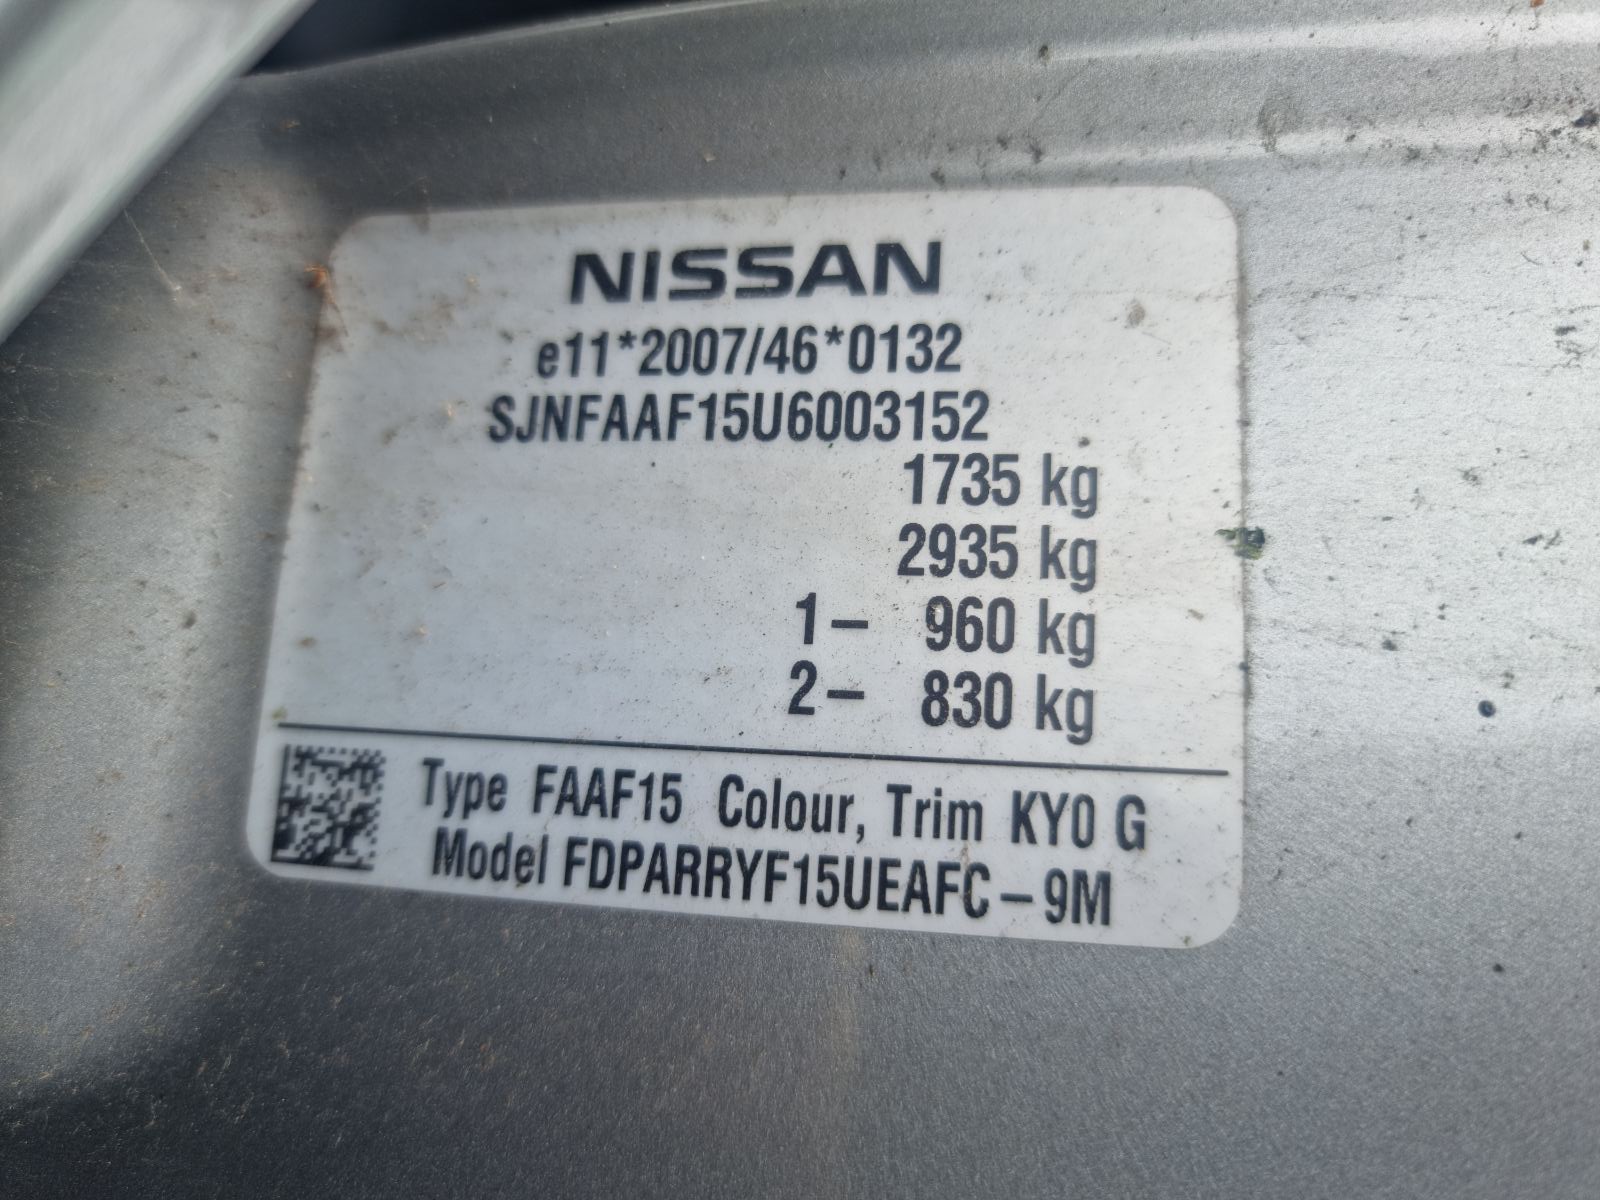 NISSAN
e11*2007/46*0132
SJNFAAF15U6003152
1735 kg
2935 kg
1– 960 kg
2– 830 kg
Type FAAF15 Colour, Trim KY0 G
Model FDPARRYF15UEAFC – 9M